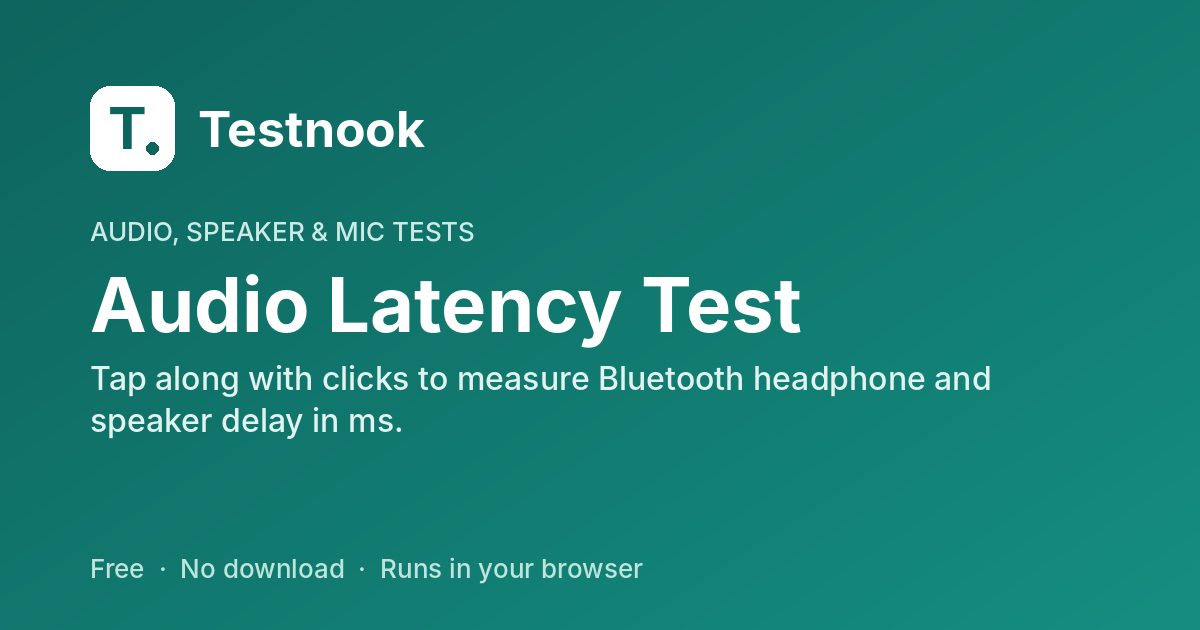 T.
Testnook
AUDIO, SPEAKER & MIC TESTS
Audio Latency Test
Tap along with clicks to measure Bluetooth headphone and
speaker delay in ms.
Free · No download · Runs in your browser